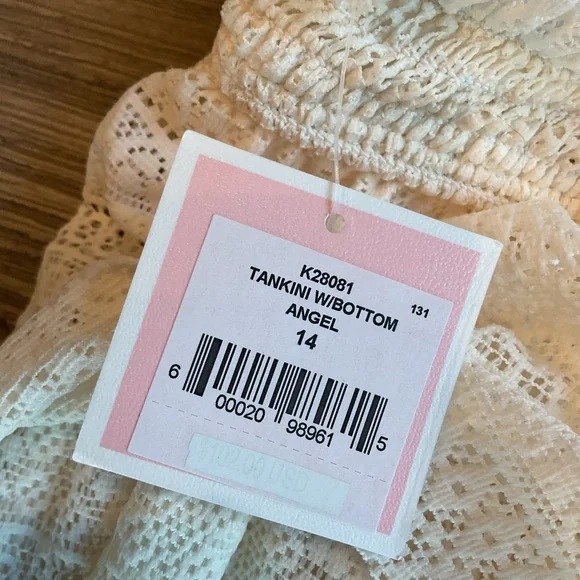 K28081
TANKINI W/BOTTOM
131
ANGEL
14
6 00020 98961 5